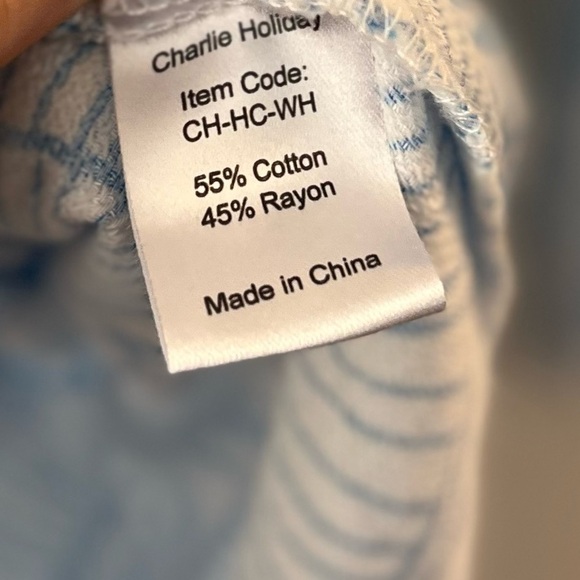 Charlie Holiday
Item Code:
CH-HC-WH
55% Cotton
45% Rayon
Made in China